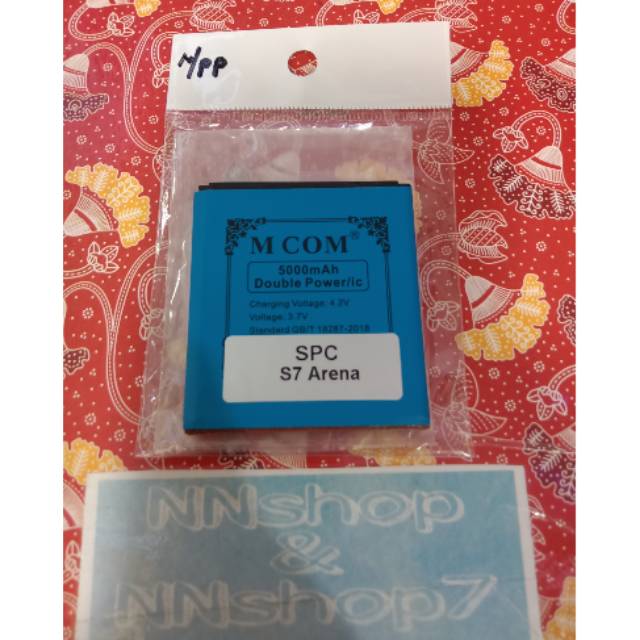 M/PP
M COM®
5000mAh
Double Power/ic
Charging Voltage: 4.2V
Voltage: 3.7V
Standard GB/T 18287-2018
SPC
S7 Arena
NNshop
&
NNshop7